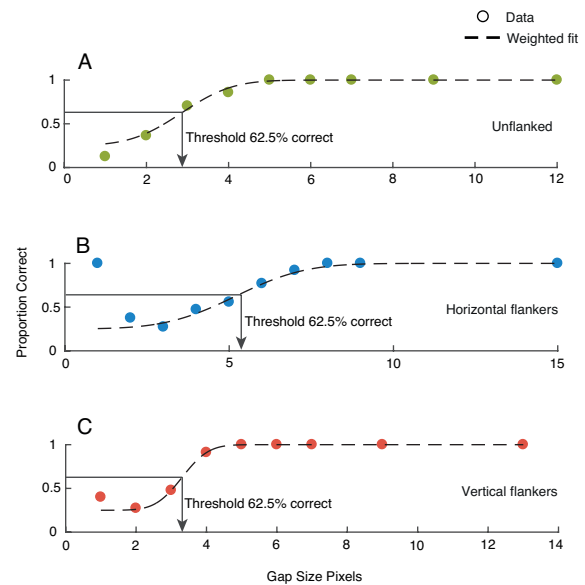 Data
Weighted fit
A
1
0.5
0
Threshold 62.5% correct
Unflanked
0 2 4 6 8 10 12
B
Proportion Correct
1
0.5
0
Threshold 62.5% correct
Horizontal flankers
0 5 10 15
C
1
0.5
0
Threshold 62.5% correct
Vertical flankers
0 2 4 6 8 10 12 14
Gap Size Pixels